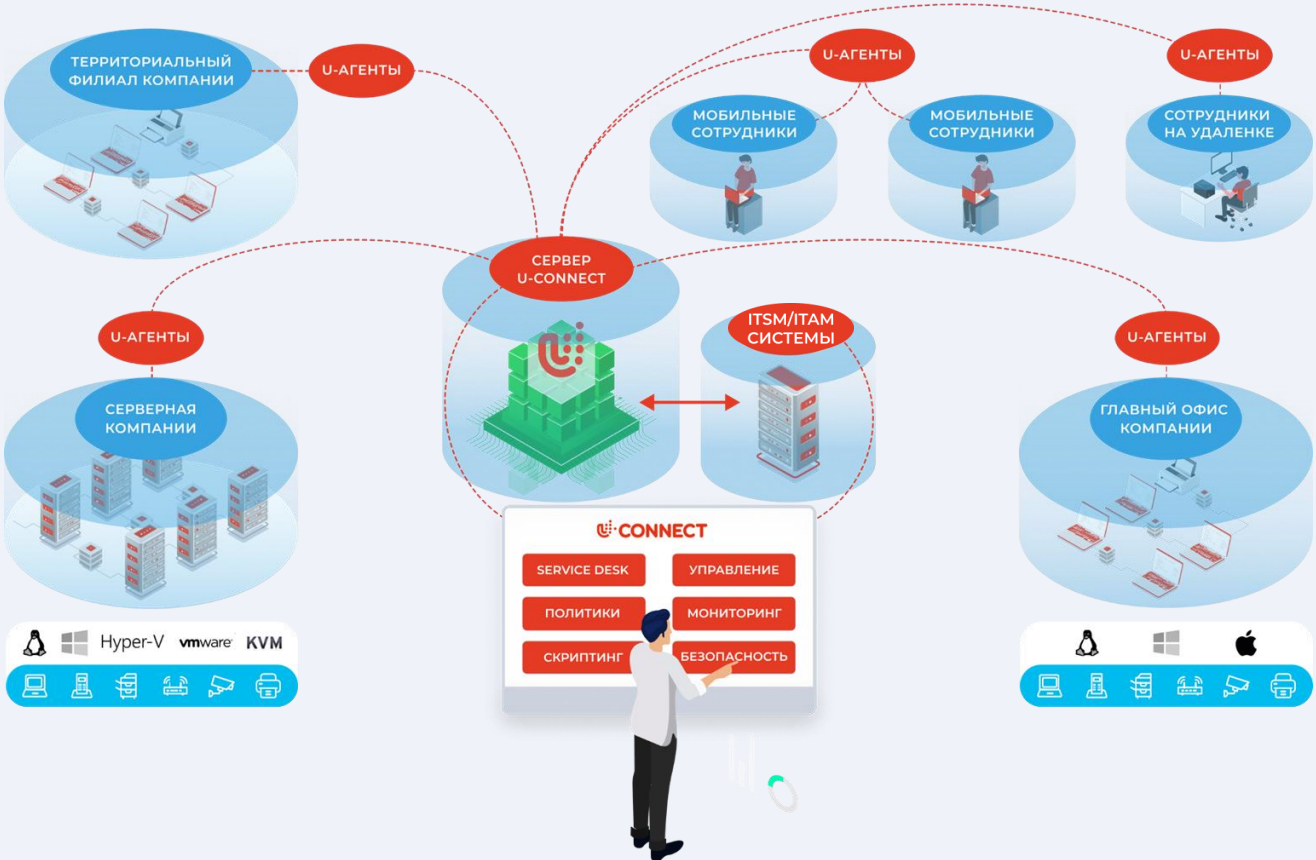 ТЕРРИТОРИАЛЬНЫЙ
ФИЛИАЛ КОМПАНИИ
U-АГЕНТЫ
U-АГЕНТЫ
U-АГЕНТЫ
МОБИЛЬНЫЕ
СОТРУДНИКИ
МОБИЛЬНЫЕ
СОТРУДНИКИ
СОТРУДНИКИ
НА УДАЛЕНКЕ
СЕРВЕР
U-CONNECT
U-АГЕНТЫ
ITSM/ITAM
СИСТЕМЫ
U-АГЕНТЫ
СЕРВЕРНАЯ
КОМПАНИИ
ГЛАВНЫЙ ОФИС
КОМПАНИИ
CONNECT
SERVICE DESK
УПРАВЛЕНИЕ
ПОЛИТИКИ
МОНИТОРИНГ
СКРИПТИНГ
БЕЗОПАСНОСТЬ
Hyper-V
vmware
KVM